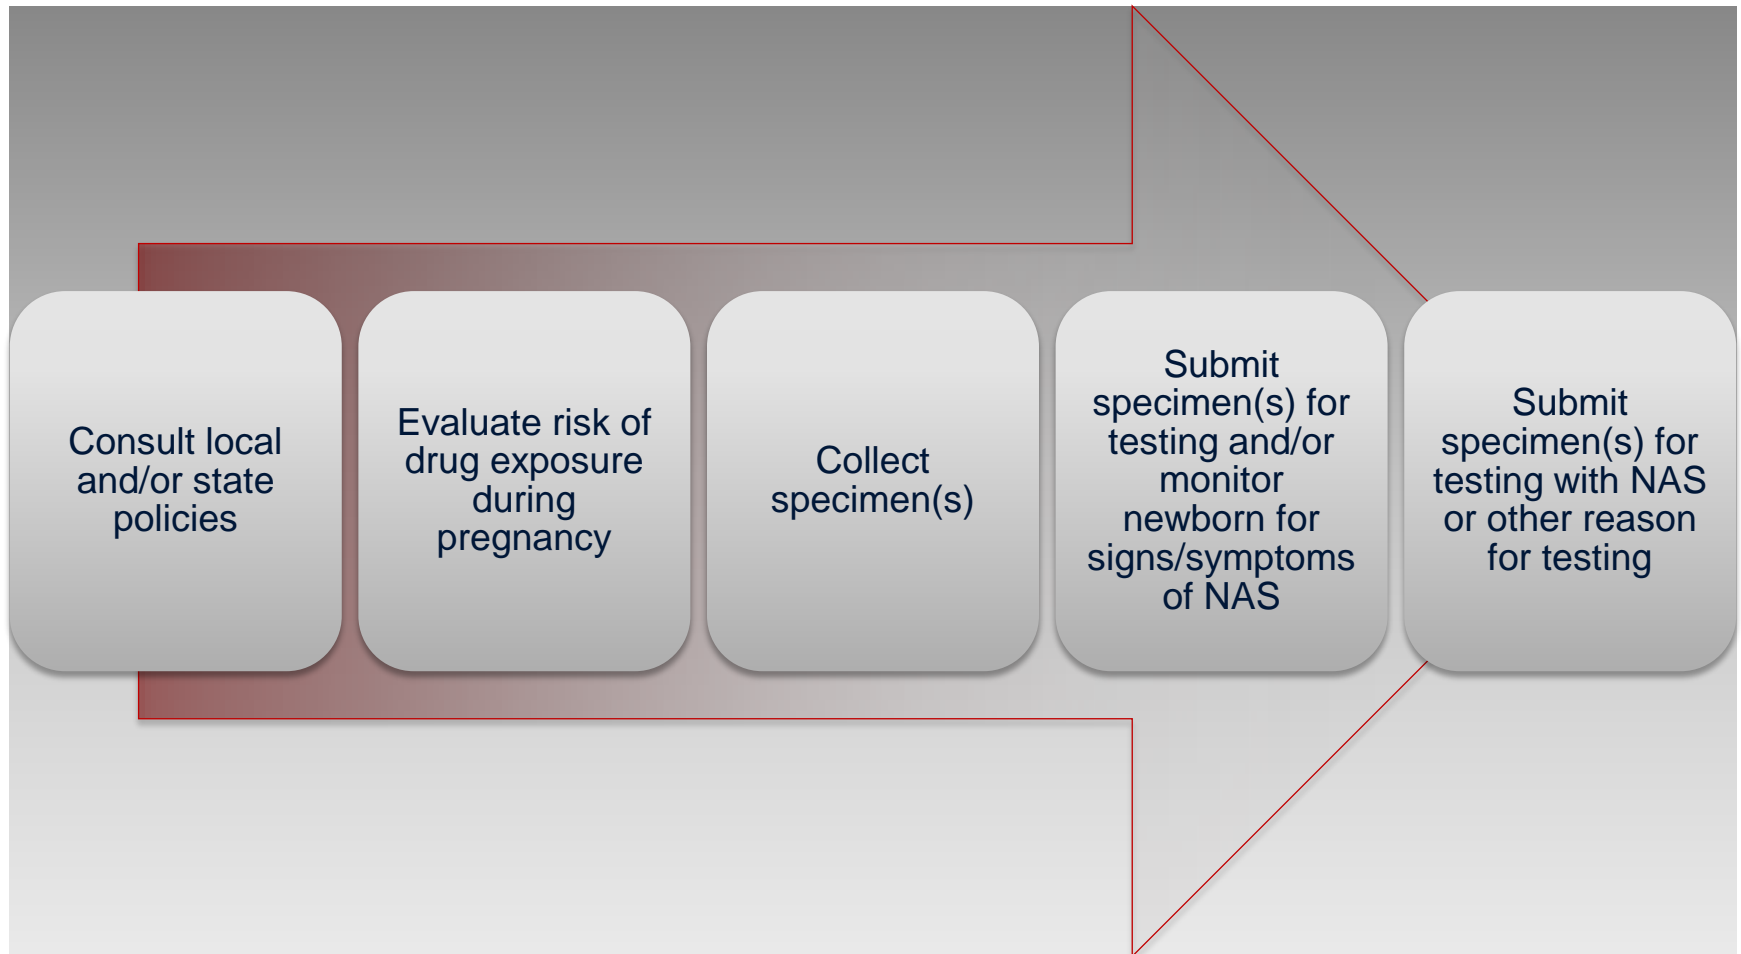 Consult local
and/or state
policies
Evaluate risk of
drug exposure
during
pregnancy
Collect
specimen(s)
Submit
specimen(s) for
testing and/or
monitor
newborn for
signs/symptoms
of NAS
Submit
specimen(s) for
testing with NAS
or other reason
for testing